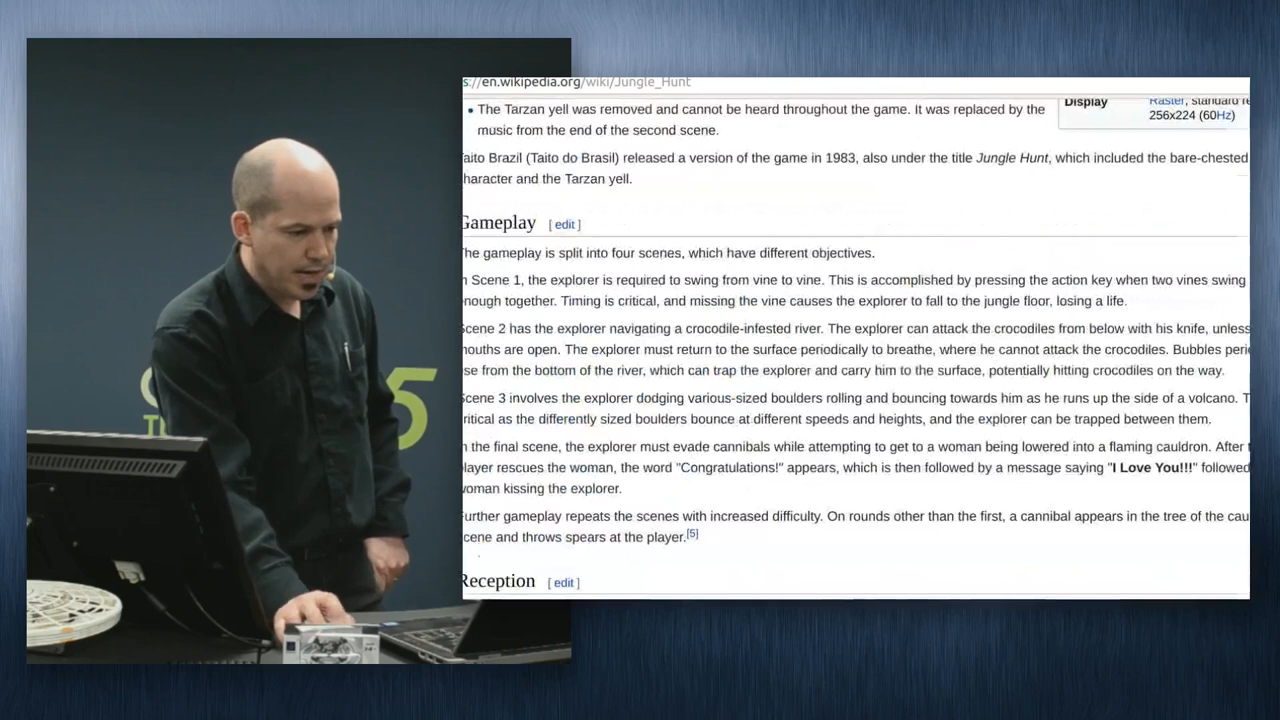 s://en.wikipedia.org/wiki/Jungle_Hunt
The Tarzan yell was removed and cannot be heard throughout the game. It was replaced by the
music from the end of the second scene.
Display
Raster, standard re
256x224 (60Hz)
Taito Brazil (Taito do Brasil) released a version of the game in 1983, also under the title Jungle Hunt, which included the bare-chested
haracter and the Tarzan yell.
Gameplay [ edit ]
The gameplay is split into four scenes, which have different objectives.
n Scene 1, the explorer is required to swing from vine to vine. This is accomplished by pressing the action key when two vines swing
enough together. Timing is critical, and missing the vine causes the explorer to fall to the jungle floor, losing a life.
Scene 2 has the explorer navigating a crocodile-infested river. The explorer can attack the crocodiles from below with his knife, unless
mouths are open. The explorer must return to the surface periodically to breathe, where he cannot attack the crocodiles. Bubbles perio
se from the bottom of the river, which can trap the explorer and carry him to the surface, potentially hitting crocodiles on the way.
Scene 3 involves the explorer dodging various-sized boulders rolling and bouncing towards him as he runs up the side of a volcano. T
ritical as the differently sized boulders bounce at different speeds and heights, and the explorer can be trapped between them.
n the final scene, the explorer must evade cannibals while attempting to get to a woman being lowered into a flaming cauldron. After t
layer rescues the woman, the word "Congratulations!" appears, which is then followed by a message saying "I Love You!!!" followed
woman kissing the explorer.
Further gameplay repeats the scenes with increased difficulty. On rounds other than the first, a cannibal appears in the tree of the cau
cene and throws spears at the player.[5]
Reception [ edit ]
5